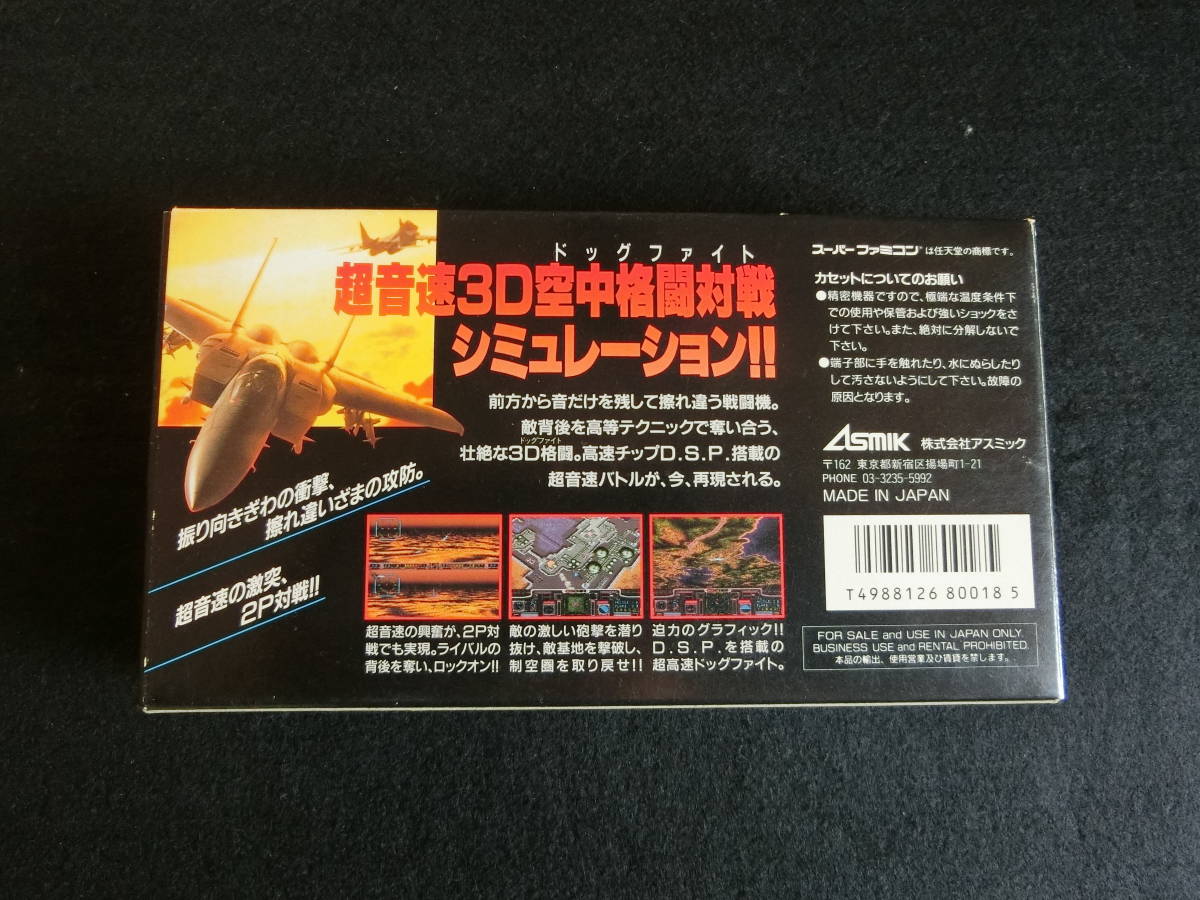 ドッグファイト
超音速3D空中格闘対戦
シミュレーション!!
前方から音だけを残して擦れ違う戦闘機。
敵背後を高等テクニックで奪い合う、
ドッグファイト
壮絶な3D格闘。高速チップD.S.P.搭載の
超音速バトルが、今、再現される。
振り向きぎわの衝撃、
擦れ違いざまの攻防。
超音速の激突、
2P対戦!!
超音速の興奮が、2P対
戦でも実現。ライバルの
背後を奪い、ロックオン!!
敵の激しい砲撃を潜り
抜け、敵基地を撃破し、
制空圏を取り戻せ!!
迫力のグラフィック!!
D.S.P.を搭載の
超高速ドッグファイト。
スーパーファミコン®は任天堂の商標です。
カセットについてのお願い
●精密機器ですので、極端な温度条件下
での使用や保管および強いショックをさ
けて下さい。また、絶対に分解しないで
下さい。
●端子部に手を触れたり、水にぬらしたり
して汚さないようにして下さい。故障の
原因となります。
Asmik 株式会社アスミック
〒162 東京都新宿区揚場町1-21
PHONE 03-3235-5992
MADE IN JAPAN
T4988126 80018 5
FOR SALE and USE IN JAPAN ONLY.
BUSINESS USE and RENTAL PROHIBITED.
本品の輸出、使用営業及び賃貸を禁じます。